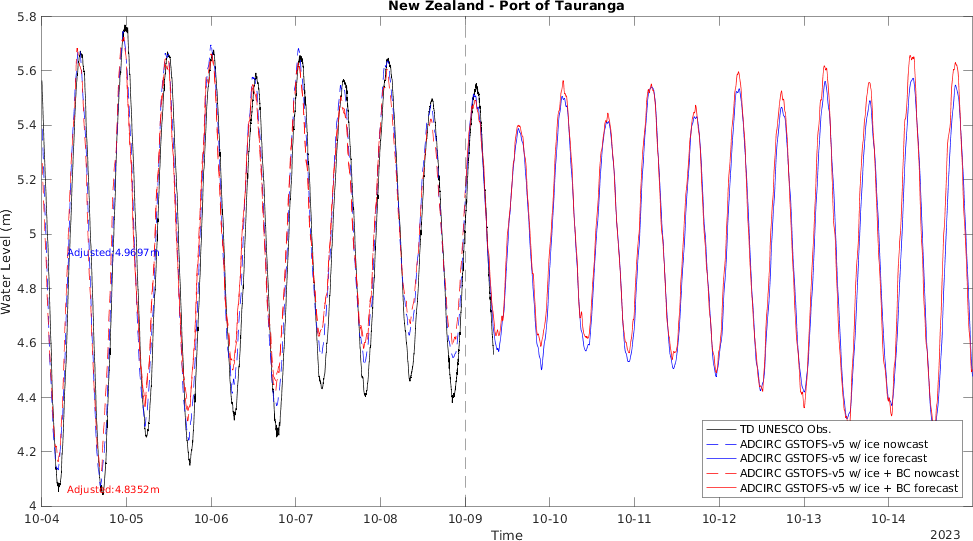 New Zealand - Port of Tauranga
Water Level (m)
5.8
5.6
5.4
5.2
5
4.8
4.6
4.4
4.2
4
Adjusted:4.9697m
Adjusted:4.8352m
TD UNESCO Obs.
ADCIRC GSTOFS-v5 w/ ice nowcast
ADCIRC GSTOFS-v5 w/ ice forecast
ADCIRC GSTOFS-v5 w/ ice + BC nowcast
ADCIRC GSTOFS-v5 w/ ice + BC forecast
10-04 10-05 10-06 10-07 10-08 10-09 10-10 10-11 10-12 10-13 10-14
Time
2023